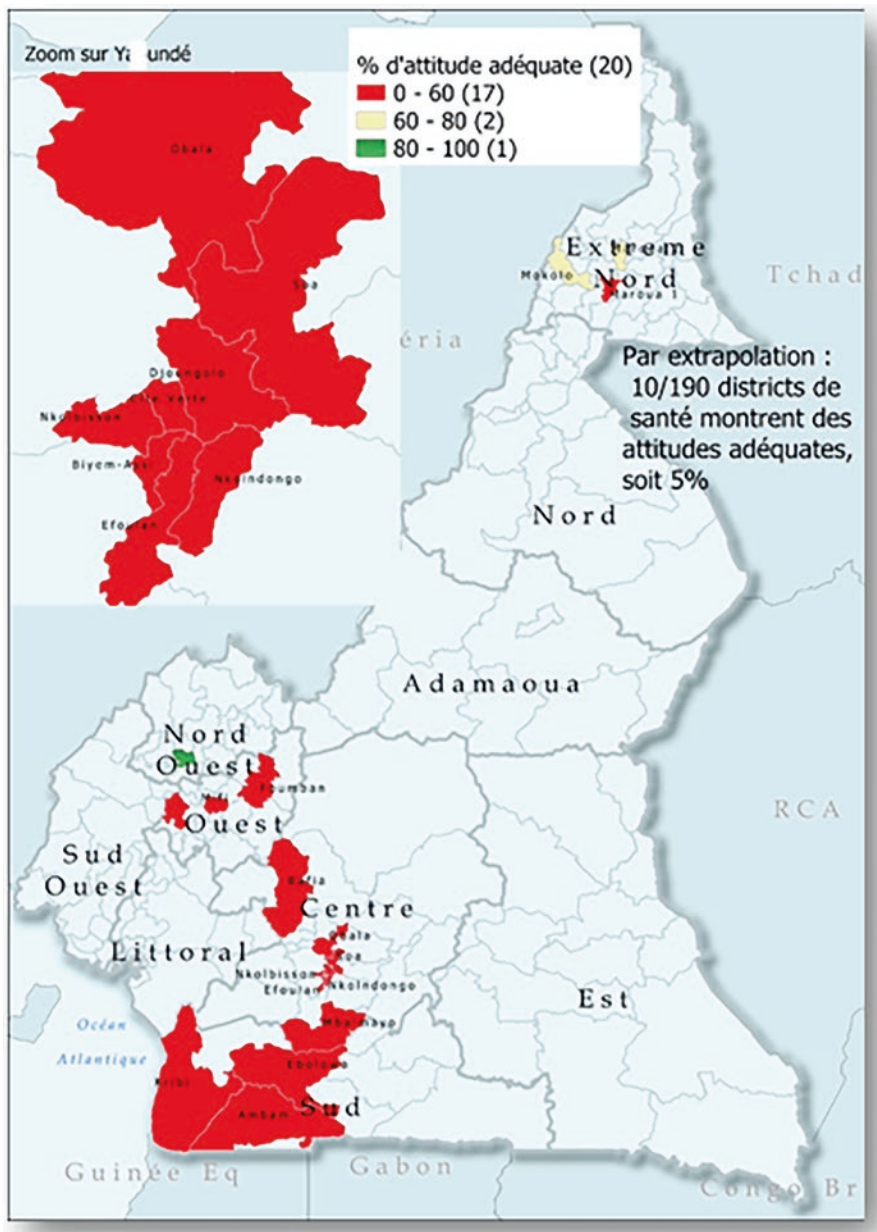 Zoom sur Yaoundé
% d'attitude adéquate (20)
0 - 60 (17)
60 - 80 (2)
80 - 100 (1)
Obala
Soa
Djoungolo
Cite Verte
Nkolbisson
Biyem-Assi
Nkolndongo
Efoulan
Extreme
Nord
Mokolo
Maroua 1
Tchad
éria
Par extrapolation :
10/190 districts de
santé montrent des
attitudes adéquates,
soit 5%
Nord
Adamaoua
Nord
Ouest
Foumban
Mifi
Ouest
RCA
Sud
Ouest
Bafia
Centre
Littoral
Obala
Soa
Nkolbisson
Nkolndongo
Efoulan
Est
Océan
Atlantique
Mbalmayo
Ebolowa
Kribi
Ambam
Sud
Guinée Eq
Gabon
Congo Br